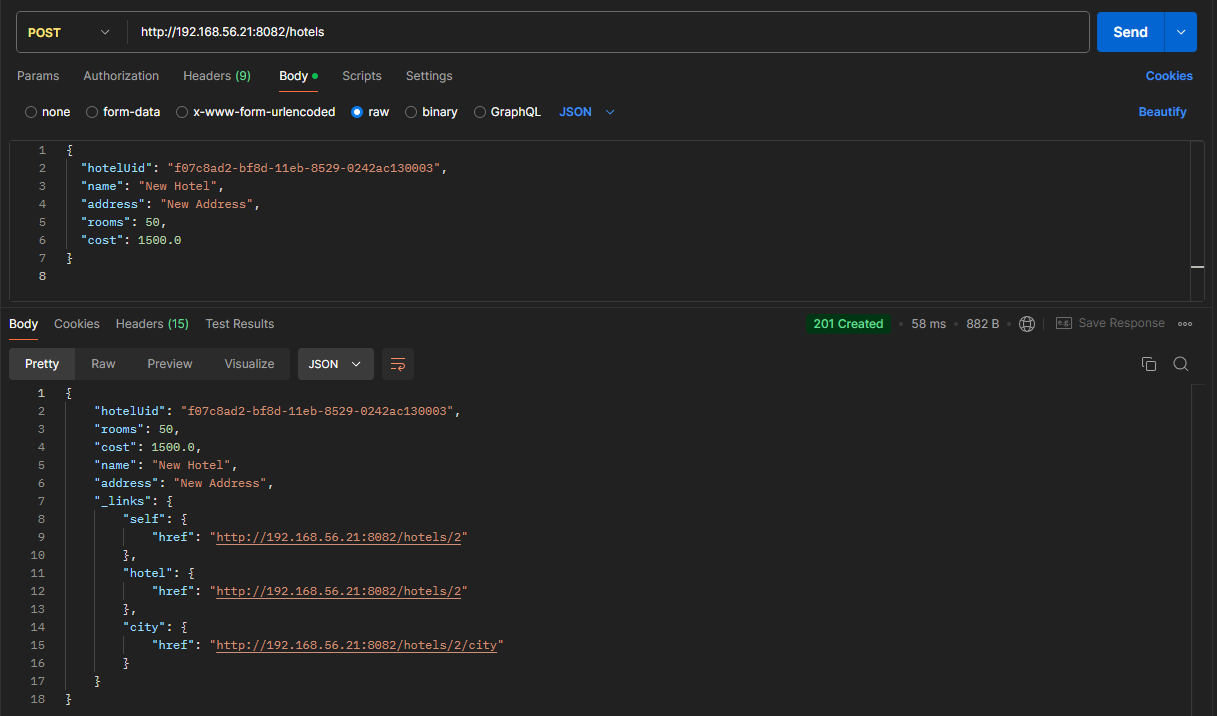 POST http://192.168.56.21:8082/hotels Send
Params Authorization Headers (9) Body Scripts Settings Cookies
none form-data x-www-form-urlencoded raw binary GraphQL JSON Beautify
1 {
2 "hotelUid": "f07c8ad2-bf8d-11eb-8529-0242ac130003",
3 "name": "New Hotel",
4 "address": "New Address",
5 "rooms": 50,
6 "cost": 1500.0
7 }
8
Body Cookies Headers (15) Test Results 201 Created • 58 ms • 882 B • e.g. Save Response
Pretty Raw Preview Visualize JSON
1 {
2 "hotelUid": "f07c8ad2-bf8d-11eb-8529-0242ac130003",
3 "rooms": 50,
4 "cost": 1500.0,
5 "name": "New Hotel",
6 "address": "New Address",
7 "_links": {
8 "self": {
9 "href": "http://192.168.56.21:8082/hotels/2"
10 },
11 "hotel": {
12 "href": "http://192.168.56.21:8082/hotels/2"
13 },
14 "city": {
15 "href": "http://192.168.56.21:8082/hotels/2/city"
16 }
17 }
18 }